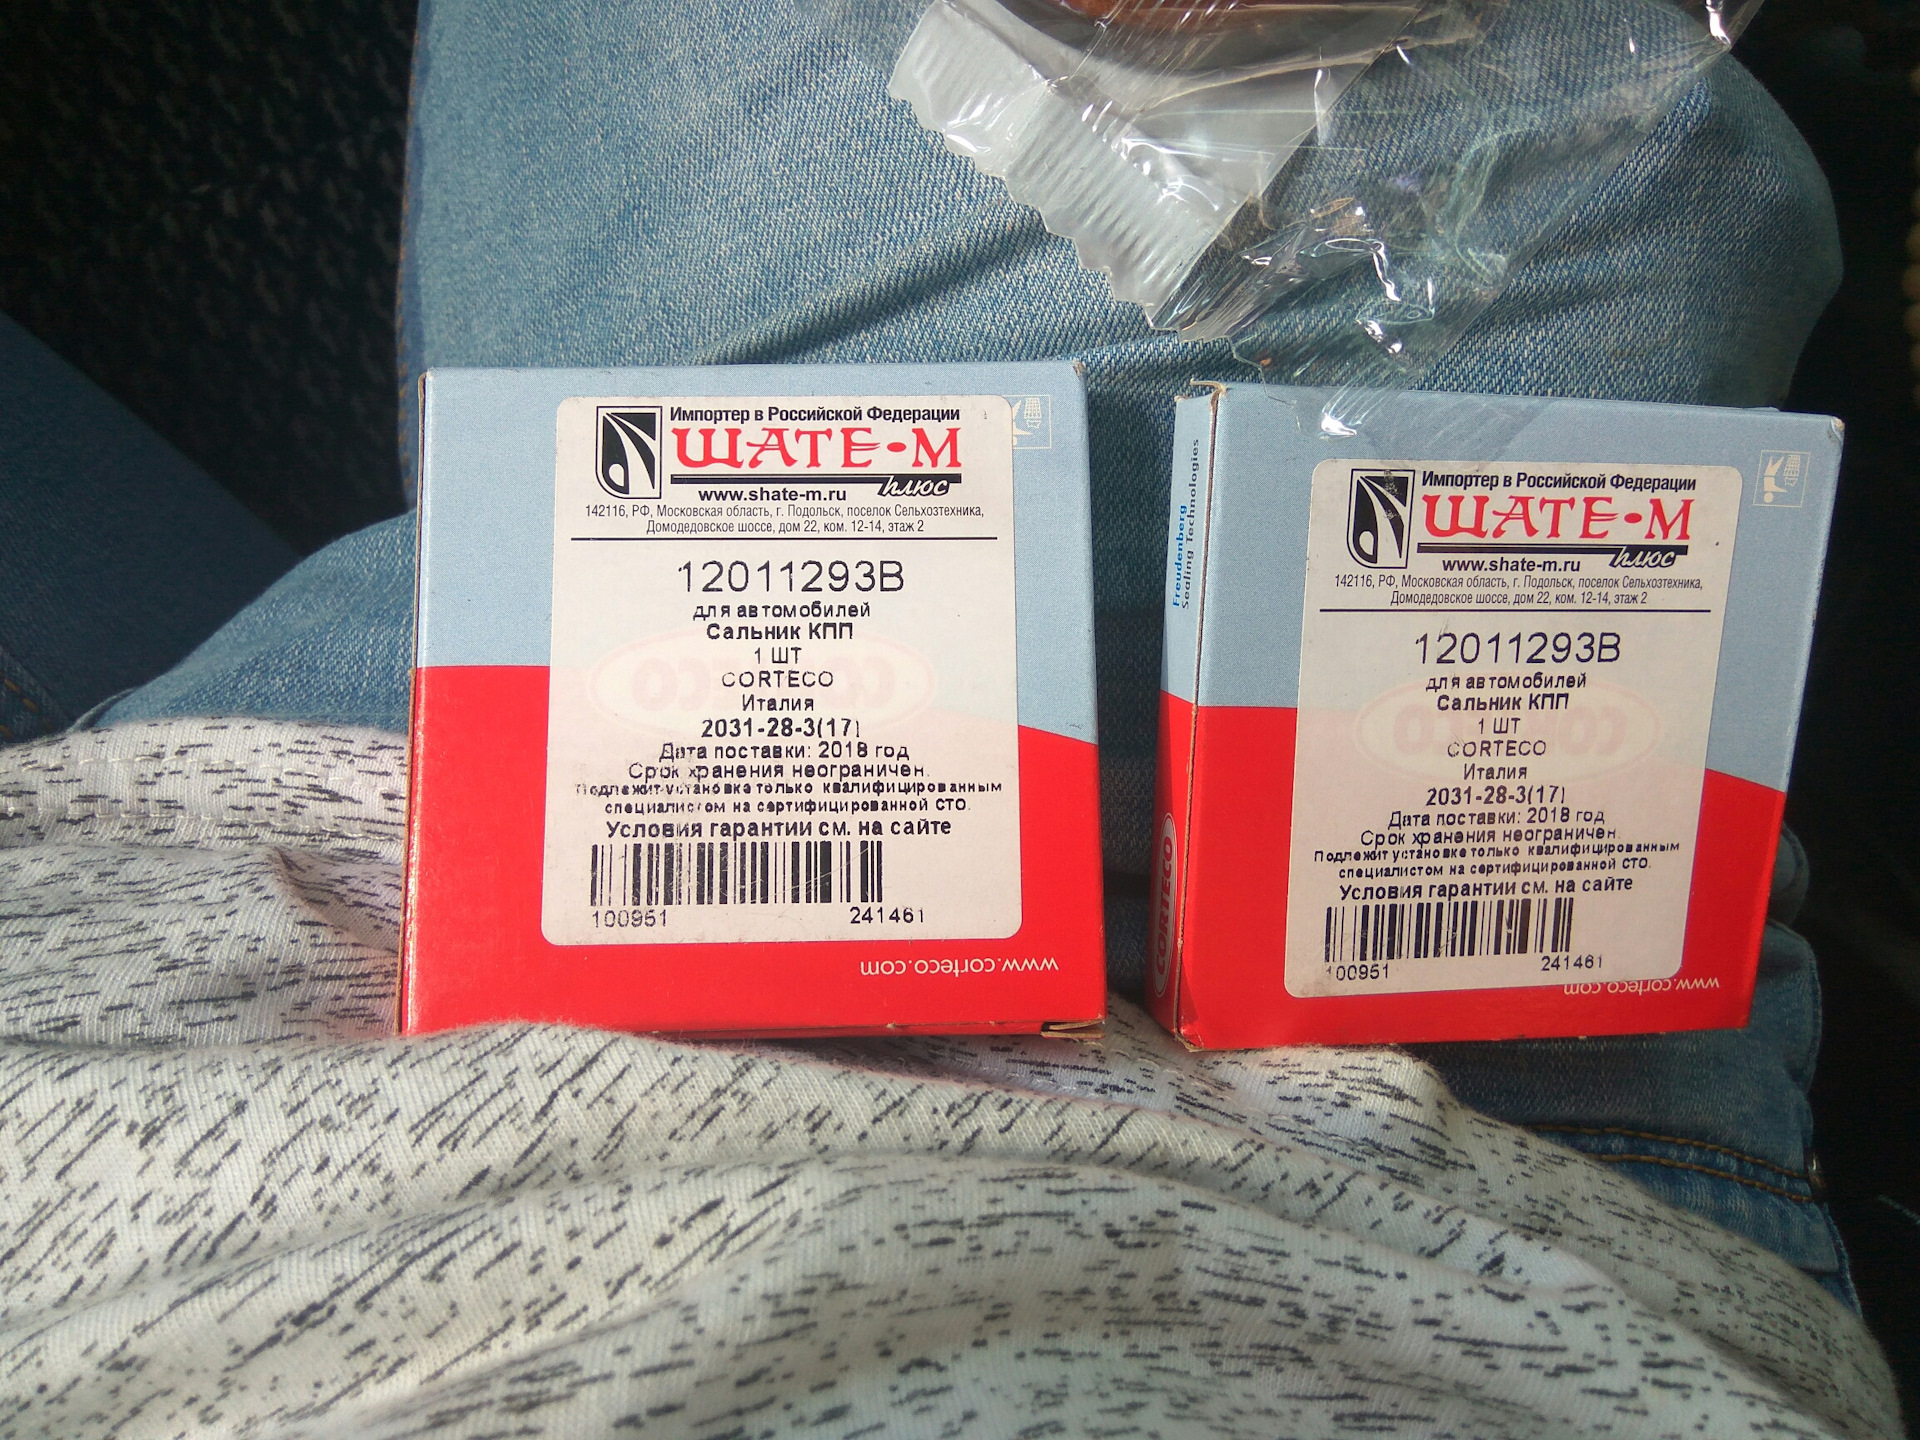 Импортер в Российской Федерации
ШАТЕ-М
плюс
www.shate-m.ru
142116, РФ, Московская область, г. Подольск, поселок Сельхозтехника,
Домодедовское шоссе, дом 22, ком. 12-14, этаж 2
12011293B
для автомобилей
Сальник КПП
1 ШТ
CORTECO
Италия
2031-28-3(17)
Дата поставки: 2018 год
Срок хранения неограничен.
Подлежит установке только квалифицированным
специалистом на сертифицированной СТО.
Условия гарантии см. на сайте
100951 241461
www.corteco.com
Freudenberg
Sealing Technologies
CORTECO
Импортер в Российской Федерации
ШАТЕ-М
плюс
www.shate-m.ru
142116, РФ, Московская область, г. Подольск, поселок Сельхозтехника,
Домодедовское шоссе, дом 22, ком. 12-14, этаж 2
12011293B
для автомобилей
Сальник КПП
1 ШТ
CORTECO
Италия
2031-28-3(17)
Дата поставки: 2018 год
Срок хранения неограничен.
Подлежит установке только квалифицированным
специалистом на сертифицированной СТО.
Условия гарантии см. на сайте
100951 241461
www.corteco.com